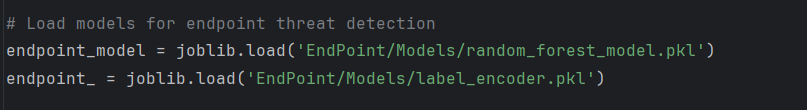 # Load models for endpoint threat detection
endpoint_model = joblib.load('EndPoint/Models/random_forest_model.pkl')
endpoint_ = joblib.load('EndPoint/Models/label_encoder.pkl')